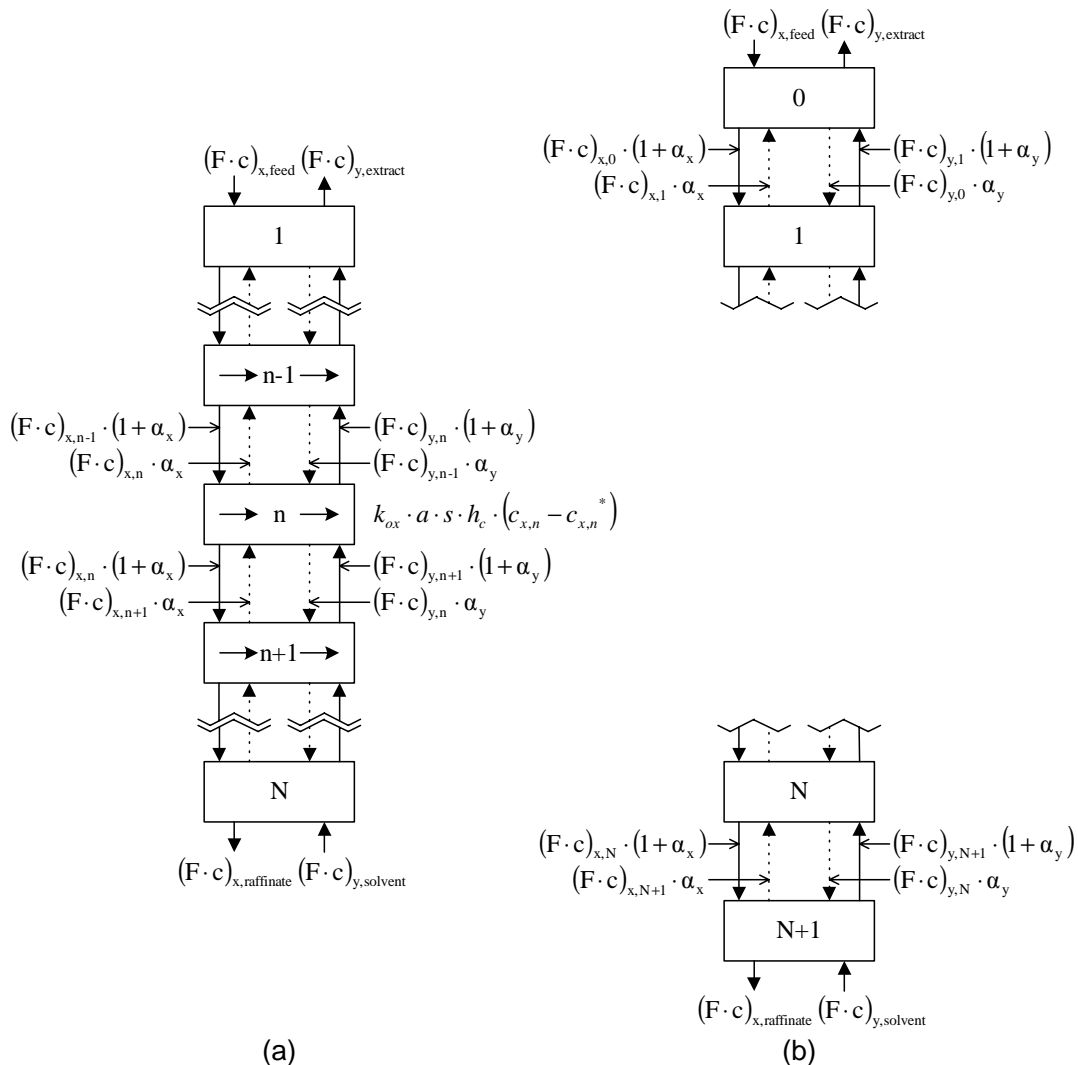 (F·c)x,feed (F·c)y,extract
1
n-1
(F·c)x,n-1·(1+αx)
(F·c)y,n·(1+αy)
(F·c)x,n·αx
(F·c)y,n-1·αy
n
kox·a·s·hc·(cx,n−cx,n*)
(F·c)x,n·(1+αx)
(F·c)y,n+1·(1+αy)
(F·c)x,n+1·αx
(F·c)y,n·αy
n+1
N
(F·c)x,raffinate (F·c)y,solvent
(a)
(F·c)x,feed (F·c)y,extract
0
(F·c)x,0·(1+αx)
(F·c)y,1·(1+αy)
(F·c)x,1·αx
(F·c)y,0·αy
1
N
(F·c)x,N·(1+αx)
(F·c)y,N+1·(1+αy)
(F·c)x,N+1·αx
(F·c)y,N·αy
N+1
(F·c)x,raffinate (F·c)y,solvent
(b)